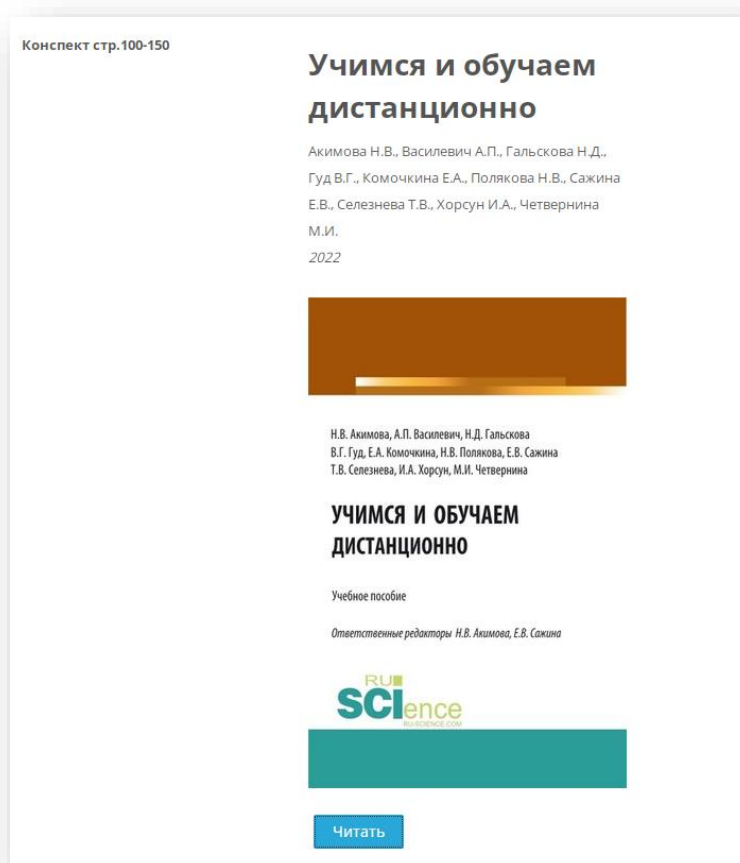 Конспект стр.100-150
Учимся и обучаем
дистанционно
Акимова Н.В., Василевич А.П., Гальскова Н.Д.,
Гуд В.Г., Комочкина Е.А., Полякова Н.В., Сажина
Е.В., Селезнева Т.В., Хорсун И.А., Четвернина
М.И.
2022
Н.В. Акимова, А.П. Василевич, Н.Д. Гальскова
В.Г. Гуд, Е.А. Комочкина, Н.В. Полякова, Е.В. Сажина
Т.В. Селезнева, И.А. Хорсун, М.И. Четвернина
УЧИМСЯ И ОБУЧАЕМ
ДИСТАНЦИОННО
Учебное пособие
Ответственные редакторы Н.В. Акимова, Е.В. Сажина
RU
SCIence
RU-SCIENCE.COM
Читать